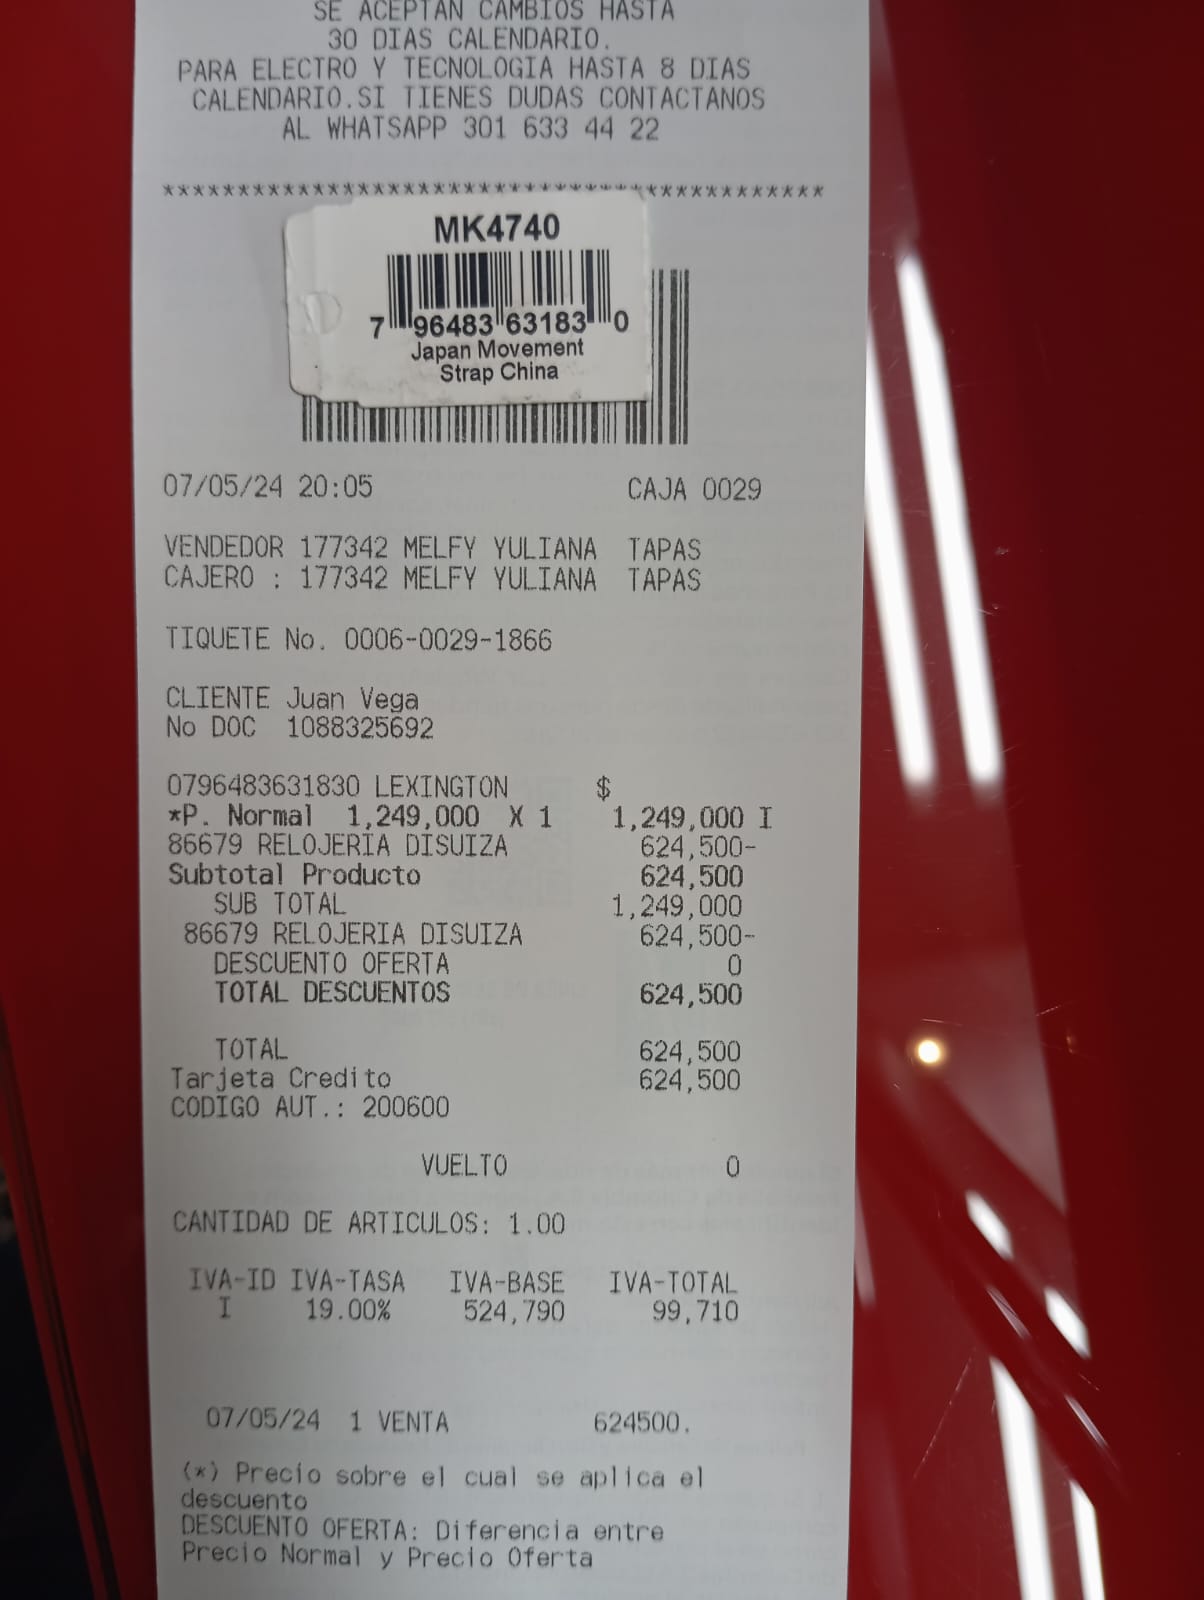 SE ACEPTAN CAMBIOS HASTA
30 DIAS CALENDARIO.
PARA ELECTRO Y TECNOLOGIA HASTA 8 DIAS
CALENDARIO.SI TIENES DUDAS CONTACTANOS
AL WHATSAPP 301 633 44 22
********************************************
MK4740
7 96483 63183 0
Japan Movement
Strap China
07/05/24 20:05 CAJA 0029
VENDEDOR 177342 MELFY YULIANA TAPAS
CAJERO : 177342 MELFY YULIANA TAPAS
TIQUETE No. 0006-0029-1866
CLIENTE Juan Vega
No DOC 1088325692
0796483631830 LEXINGTON $
*P. Normal 1,249,000 X 1 1,249,000 I
86679 RELOJERIA DISUIZA 624,500-
Subtotal Producto 624,500
SUB TOTAL 1,249,000
86679 RELOJERIA DISUIZA 624,500-
DESCUENTO OFERTA 0
TOTAL DESCUENTOS 624,500
TOTAL 624,500
Tarjeta Credito 624,500
CODIGO AUT.: 200600
VUELTO 0
CANTIDAD DE ARTICULOS: 1.00
IVA-ID IVA-TASA IVA-BASE IVA-TOTAL
I 19.00% 524,790 99,710
07/05/24 1 VENTA 624500.
(*) Precio sobre el cual se aplica el
descuento
DESCUENTO OFERTA: Diferencia entre
Precio Normal y Precio Oferta